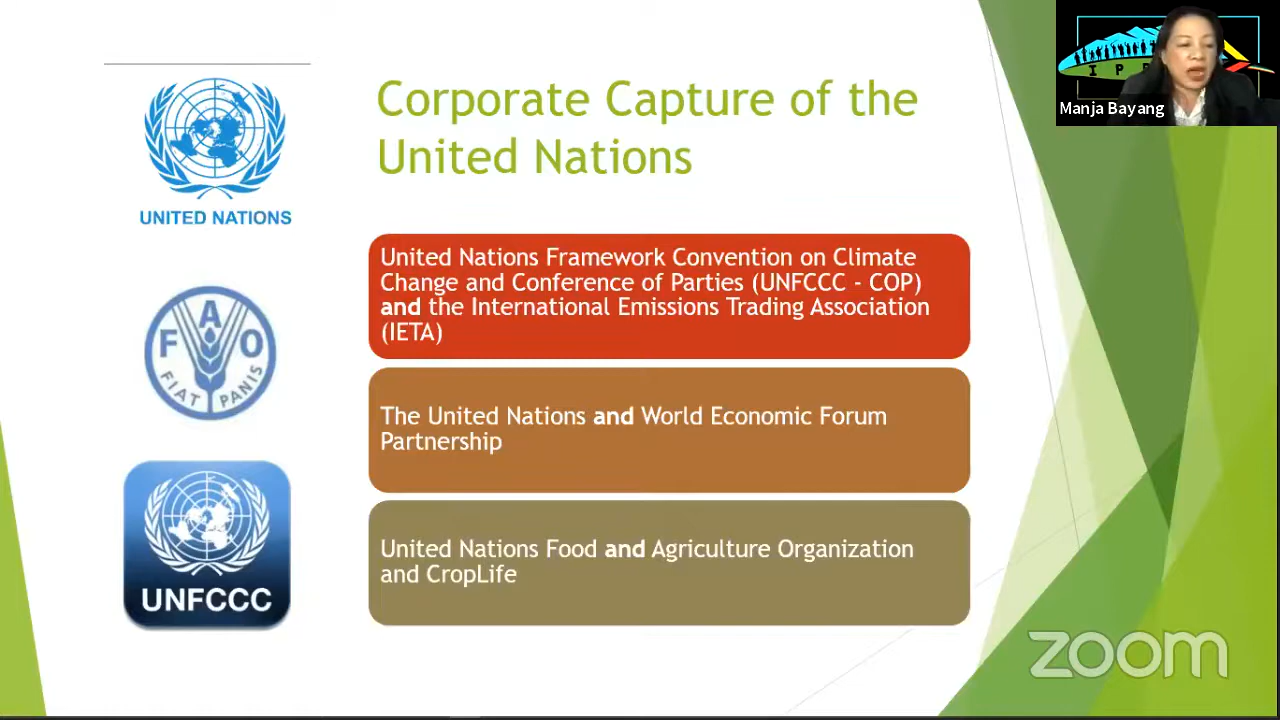 Corporate Capture of the
United Nations
UNITED NATIONS
United Nations Framework Convention on Climate
Change and Conference of Parties (UNFCCC - COP)
and the International Emissions Trading Association
(IETA)
FAO
FIAT PANIS
The United Nations and World Economic Forum
Partnership
United Nations Food and Agriculture Organization
and CropLife
UNFCCC
Manja Bayang
zoom